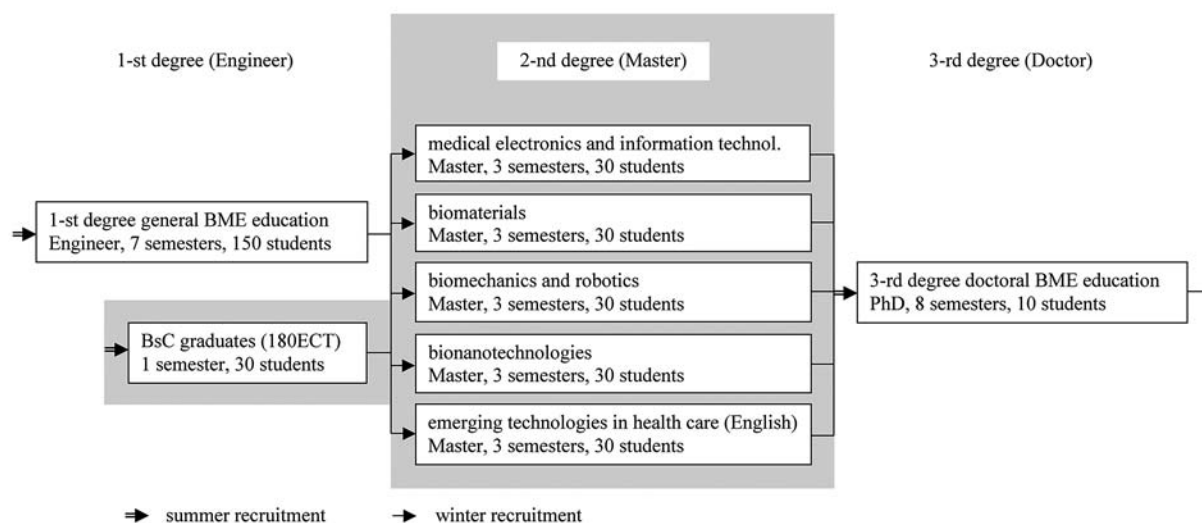 1-st degree (Engineer)
2-nd degree (Master)
3-rd degree (Doctor)
medical electronics and information technol.
Master, 3 semesters, 30 students
1-st degree general BME education
Engineer, 7 semesters, 150 students
biomaterials
Master, 3 semesters, 30 students
biomechanics and robotics
Master, 3 semesters, 30 students
3-rd degree doctoral BME education
PhD, 8 semesters, 10 students
BsC graduates (180ECT)
1 semester, 30 students
bionanotechnologies
Master, 3 semesters, 30 students
emerging technologies in health care (English)
Master, 3 semesters, 30 students
summer recruitment
winter recruitment